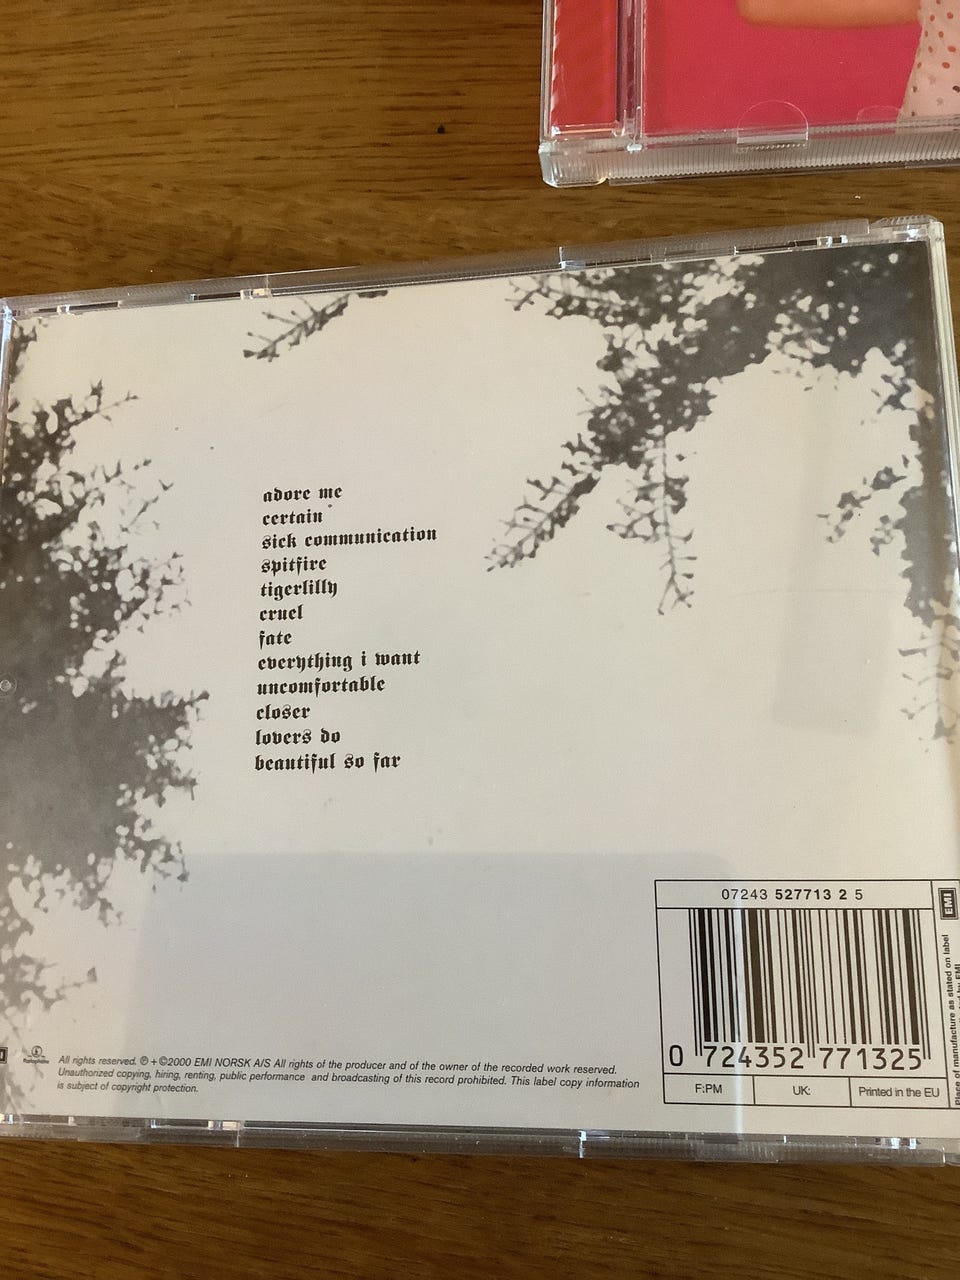 adore me
certain
sick communication
spitfire
tigerlilly
cruel
fate
everything i want
uncomfortable
closer
lovers do
beautiful so far
07243 527713 2 5
EMI
0 724352 771325
F:PM
UK:
Printed in the EU
Place of manufacture as stated on label
by EMI
Parlophone
All rights reserved. ℗+©2000 EMI NORSK A/S All rights of the producer and of the owner of the recorded work reserved.
Unauthorized copying, hiring, renting, public performance and broadcasting of this record prohibited. This label copy information
is subject of copyright protection.